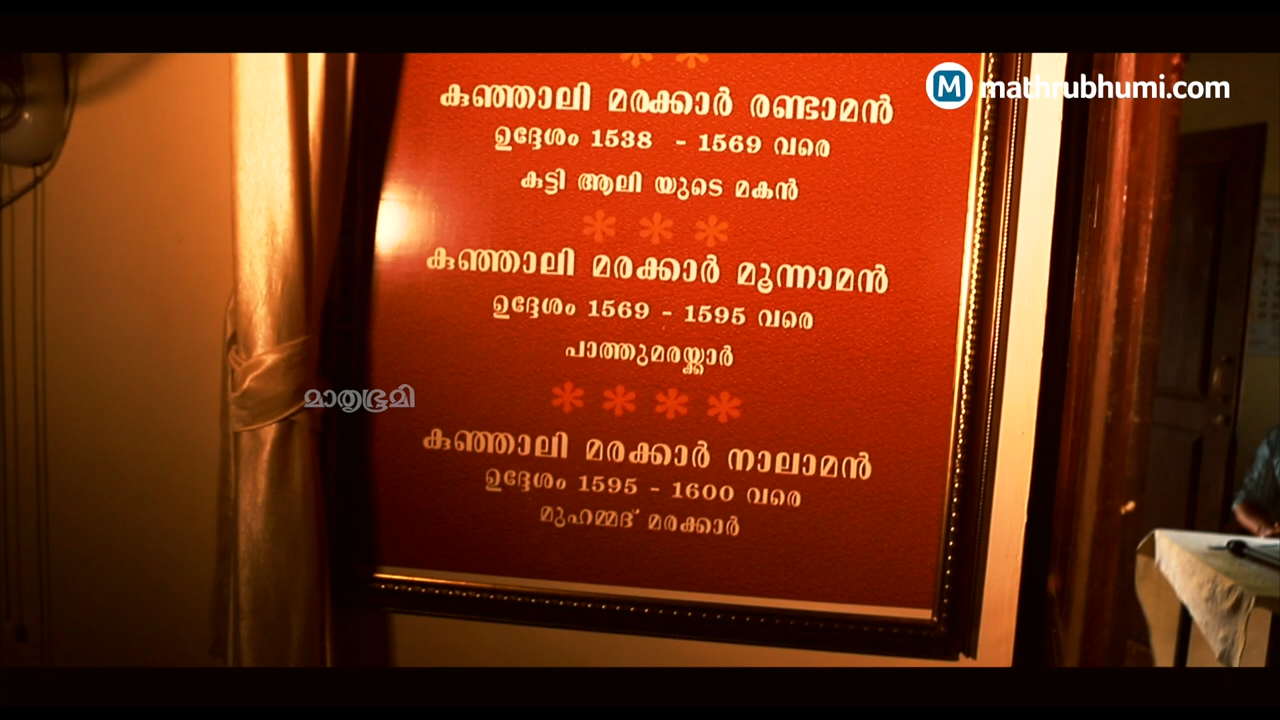 mathrubhumi.com
* *
കുഞ്ഞാലി മരക്കാർ രണ്ടാമൻ
ഉദ്ദേശം 1538 - 1569 വരെ
കുട്ടി ആലി യുടെ മകൻ
* * *
കുഞ്ഞാലി മരക്കാർ മൂന്നാമൻ
ഉദ്ദേശം 1569 - 1595 വരെ
പാത്തുമരയ്ക്കാർ
മാതൃഭൂമി
* * * *
കുഞ്ഞാലി മരക്കാർ നാലാമൻ
ഉദ്ദേശം 1595 - 1600 വരെ
മുഹമ്മദ് മരക്കാർ